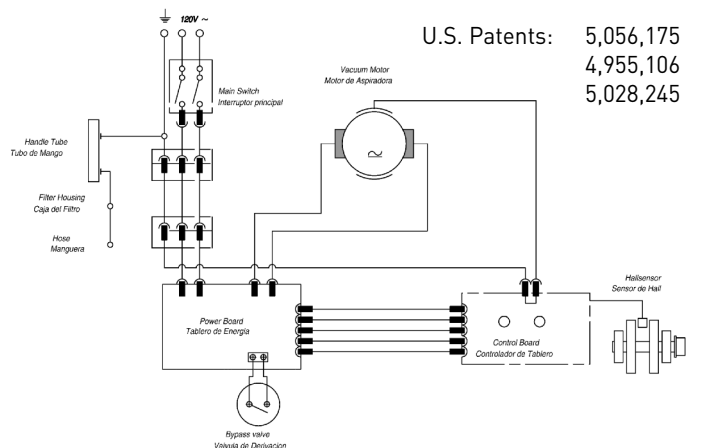 120V ~
U.S. Patents: 5,056,175
4,955,106
5,028,245
Vacuum Motor
Motor de Aspiradora
Main Switch
Interruptor principal
Handle Tube
Tubo de Mango
Filter Housing
Caja del Filtro
Hose
Manguera
Hallsensor
Sensor de Hall
Power Board
Tablero de Energía
Control Board
Controlador de Tablero
Bypass valve
Valvula de Derivacion